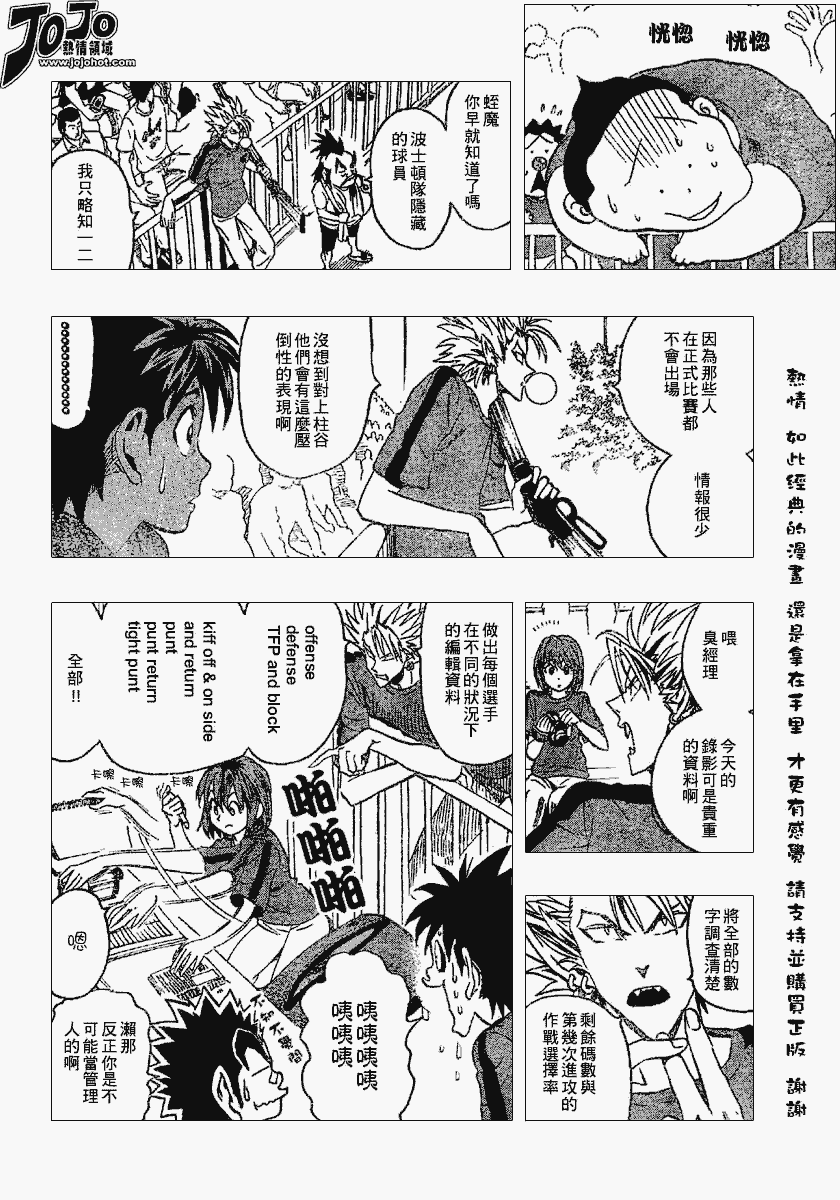 JOJO
熱情領域
www.jojohot.com
恍惚
恍惚
蛭魔
你早就知道了嗎
波士頓隊隱藏
的球員
我只略知一二
因為那些人
在正式比賽都
不會出場
情報很少
沒想到對上柱谷
他們會有這麼壓
倒性的表現啊
喂
臭經理
今天的
錄影可是貴重
的資料啊
將全部的數
字調查清楚
剩餘碼數與
第幾次進攻的
作戰選擇率
做出每個選手
在不同的狀況下
的編輯資料
offense
defense
TFP and block
kiff off & on side
and return
punt
punt return
tight punt
全部!!
卡喀
卡喀
卡喀
啪
啪
啪
嗯
咦咦咦咦
咦咦咦
不知不覺間
瀨那
反正你是不
可能當管理
人的啊
熱情 如此經典的漫畫 還是拿在手里 才更有感覺 請支持並購買正版 謝謝